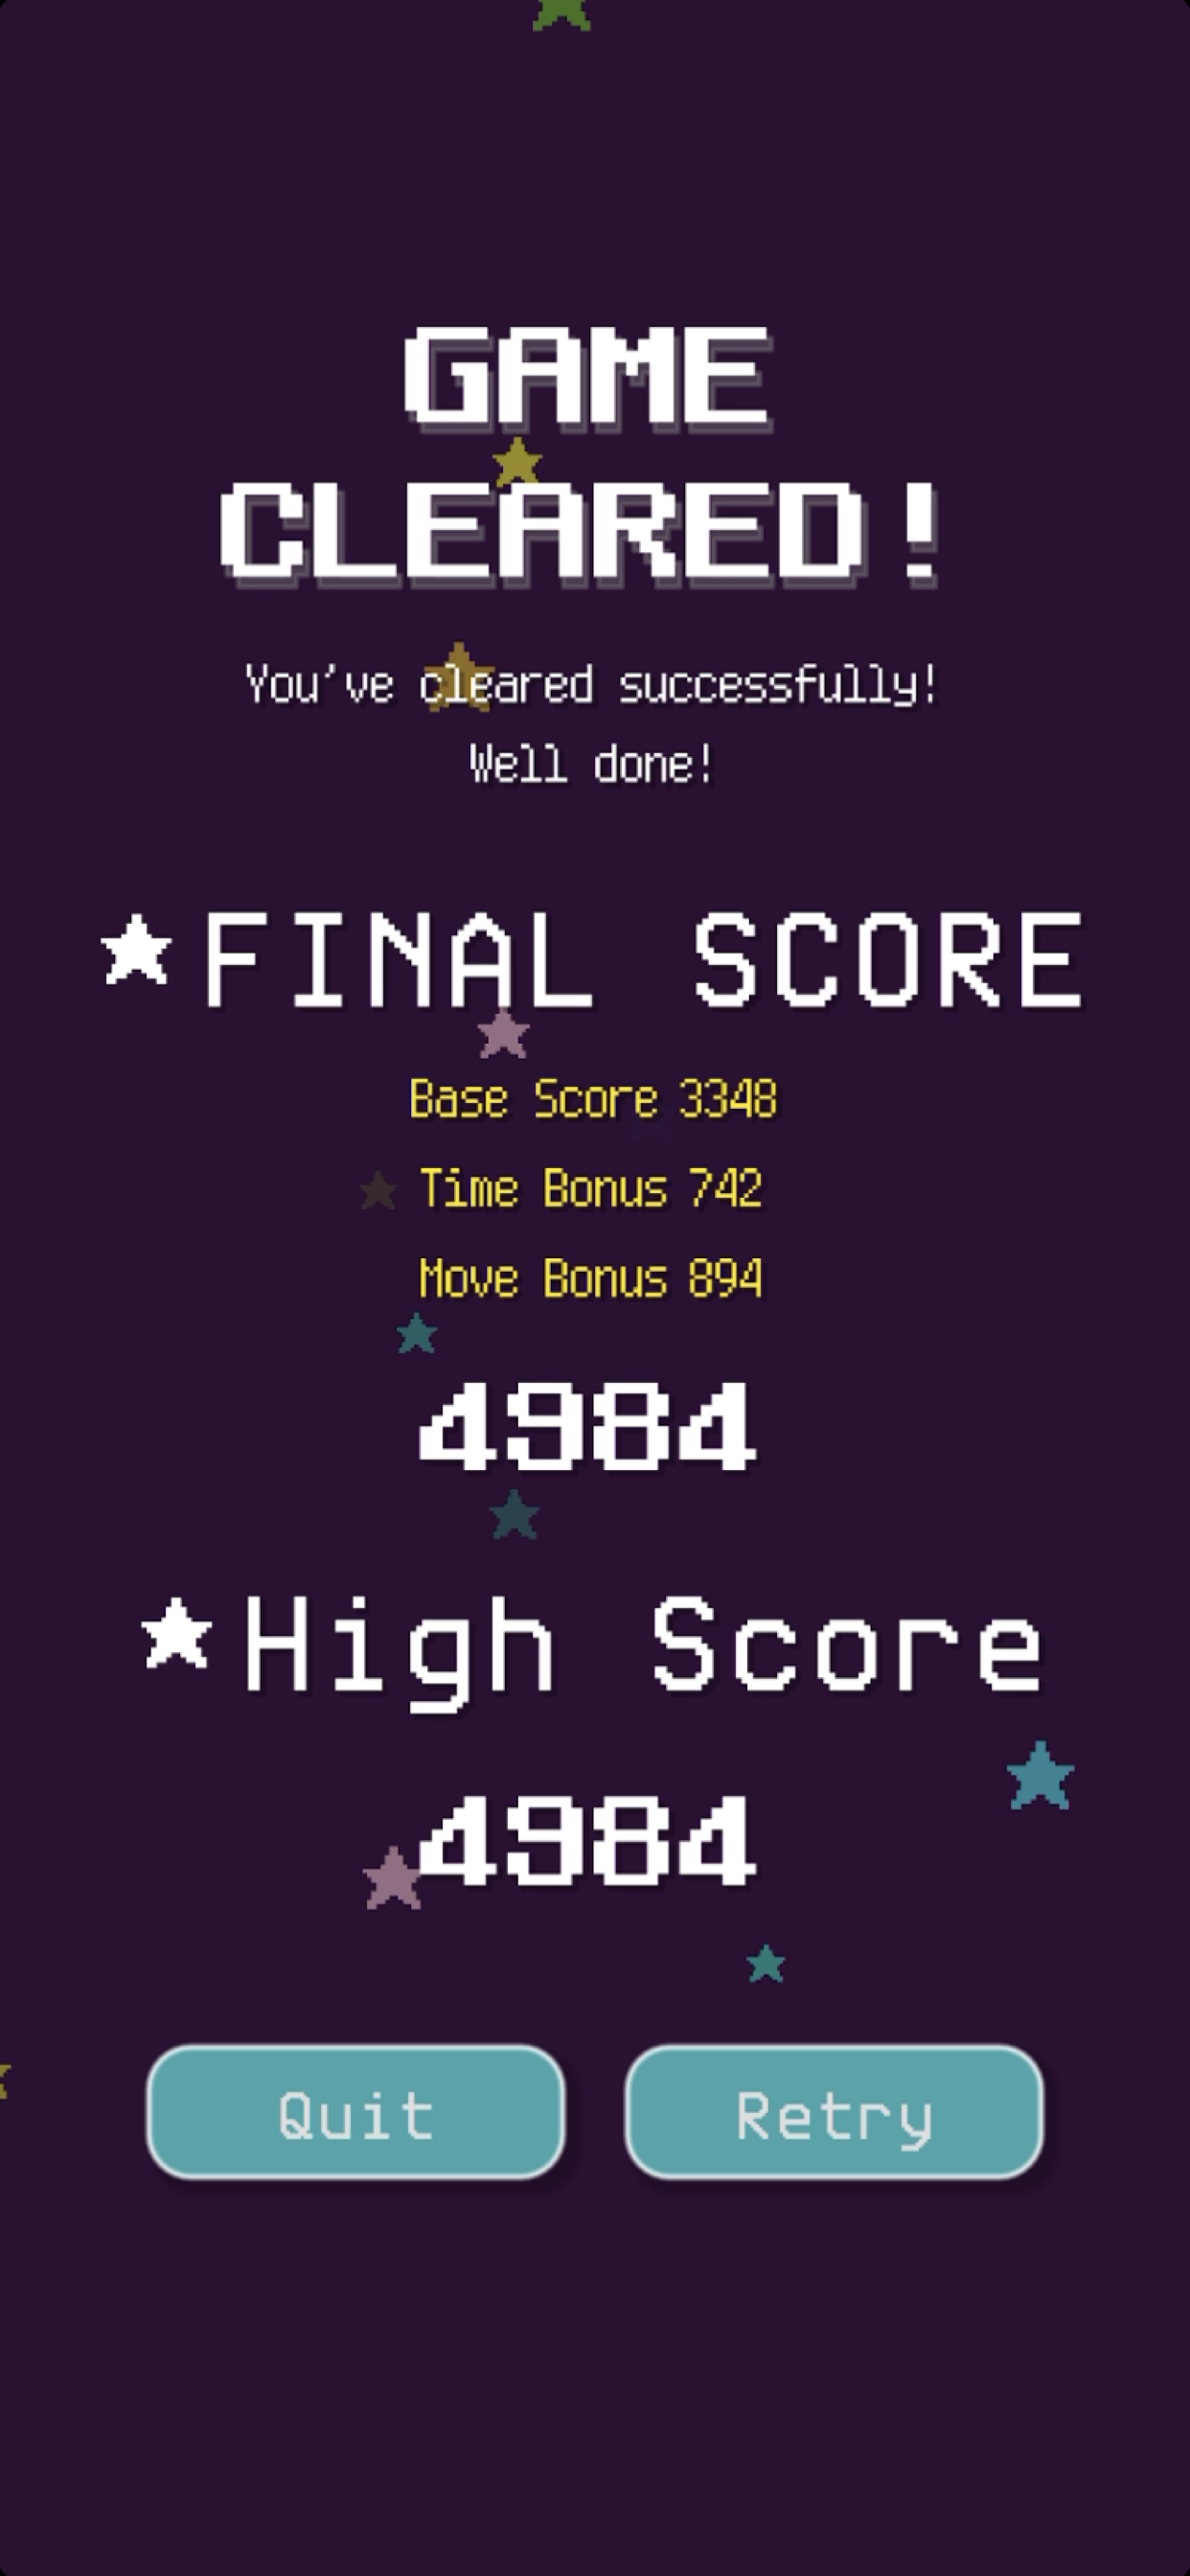 GAME
CLEARED!
You've cleared successfully!
Well done!
★FINAL SCORE
Base Score 3348
Time Bonus 742
Move Bonus 894
4984
★High Score
4984
Quit
Retry